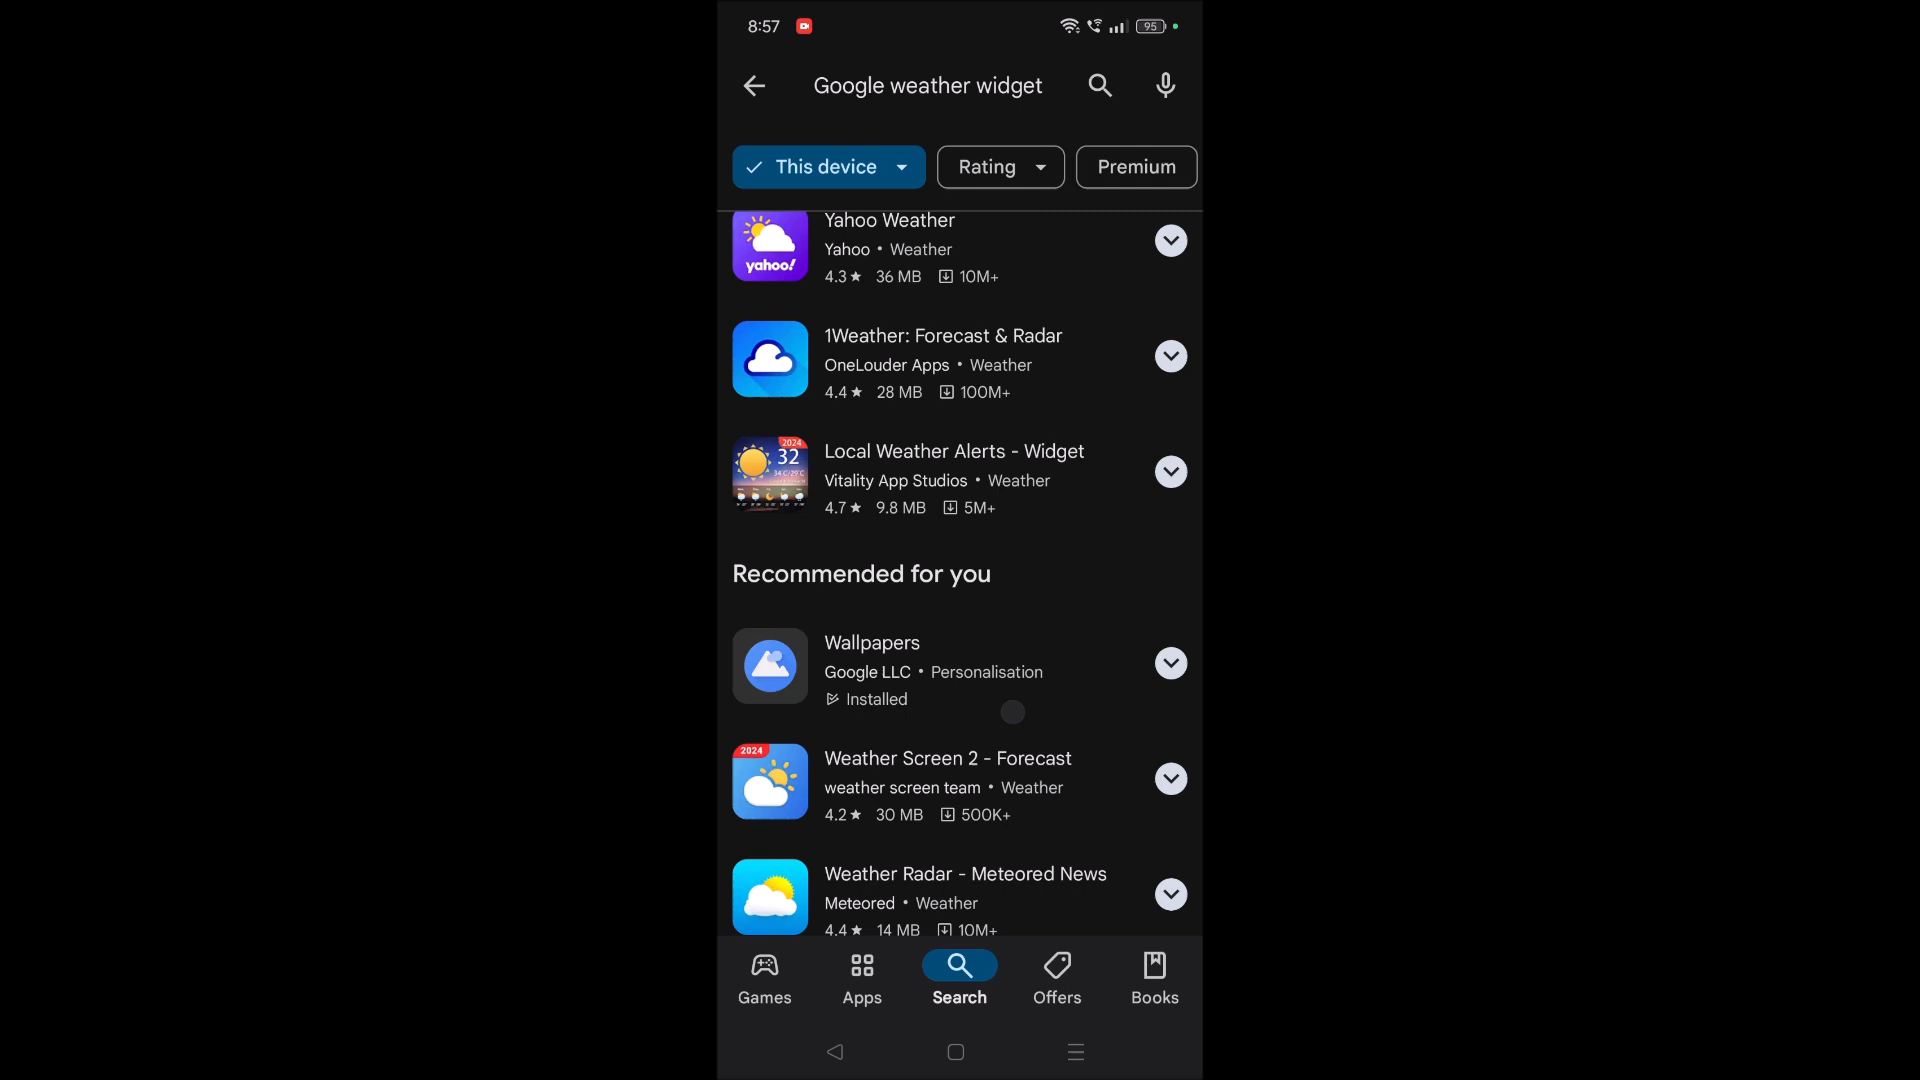 8:57
95
Google weather widget
This device
Rating
Premium
Yahoo Weather
Yahoo • Weather
4.3★ 36 MB 10M+
yahoo!
1Weather: Forecast & Radar
OneLouder Apps • Weather
4.4★ 28 MB 100M+
2024
32
Local Weather Alerts - Widget
Vitality App Studios • Weather
4.7★ 9.8 MB 5M+
Recommended for you
Wallpapers
Google LLC • Personalisation
Installed
2024
Weather Screen 2 - Forecast
weather screen team • Weather
4.2★ 30 MB 500K+
Weather Radar - Meteored News
Meteored • Weather
4.4★ 14 MB 10M+
Games
Apps
Search
Offers
Books